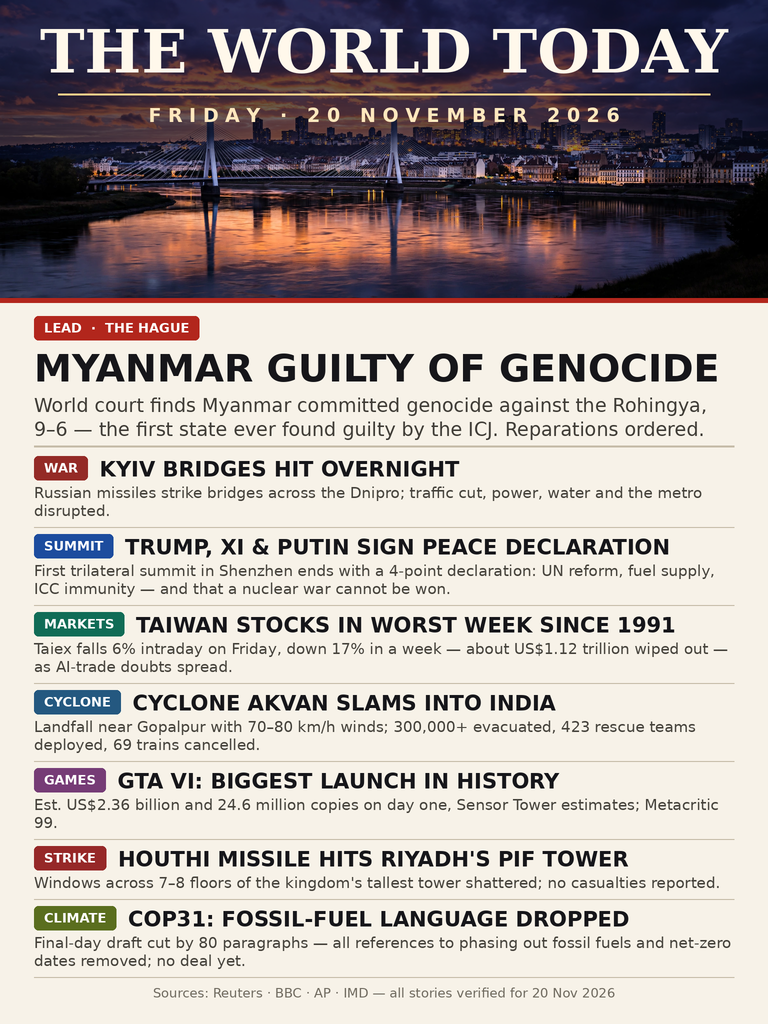 THE WORLD TODAY
FRIDAY · 20 NOVEMBER 2026
LEAD · THE HAGUE
MYANMAR GUILTY OF GENOCIDE
World court finds Myanmar committed genocide against the Rohingya,
9–6 — the first state ever found guilty by the ICJ. Reparations ordered.
WAR KYIV BRIDGES HIT OVERNIGHT
Russian missiles strike bridges across the Dnipro; traffic cut, power, water and the metro
disrupted.
SUMMIT TRUMP, XI & PUTIN SIGN PEACE DECLARATION
First trilateral summit in Shenzhen ends with a 4-point declaration: UN reform, fuel supply,
ICC immunity — and that a nuclear war cannot be won.
MARKETS TAIWAN STOCKS IN WORST WEEK SINCE 1991
Taiex falls 6% intraday on Friday, down 17% in a week — about US$1.12 trillion wiped out —
as AI-trade doubts spread.
CYCLONE CYCLONE AKVAN SLAMS INTO INDIA
Landfall near Gopalpur with 70–80 km/h winds; 300,000+ evacuated, 423 rescue teams
deployed, 69 trains cancelled.
GAMES GTA VI: BIGGEST LAUNCH IN HISTORY
Est. US$2.36 billion and 24.6 million copies on day one, Sensor Tower estimates; Metacritic
99.
STRIKE HOUTHI MISSILE HITS RIYADH'S PIF TOWER
Windows across 7–8 floors of the kingdom's tallest tower shattered; no casualties reported.
CLIMATE COP31: FOSSIL-FUEL LANGUAGE DROPPED
Final-day draft cut by 80 paragraphs — all references to phasing out fossil fuels and net-zero
dates removed; no deal yet.
Sources: Reuters · BBC · AP · IMD — all stories verified for 20 Nov 2026